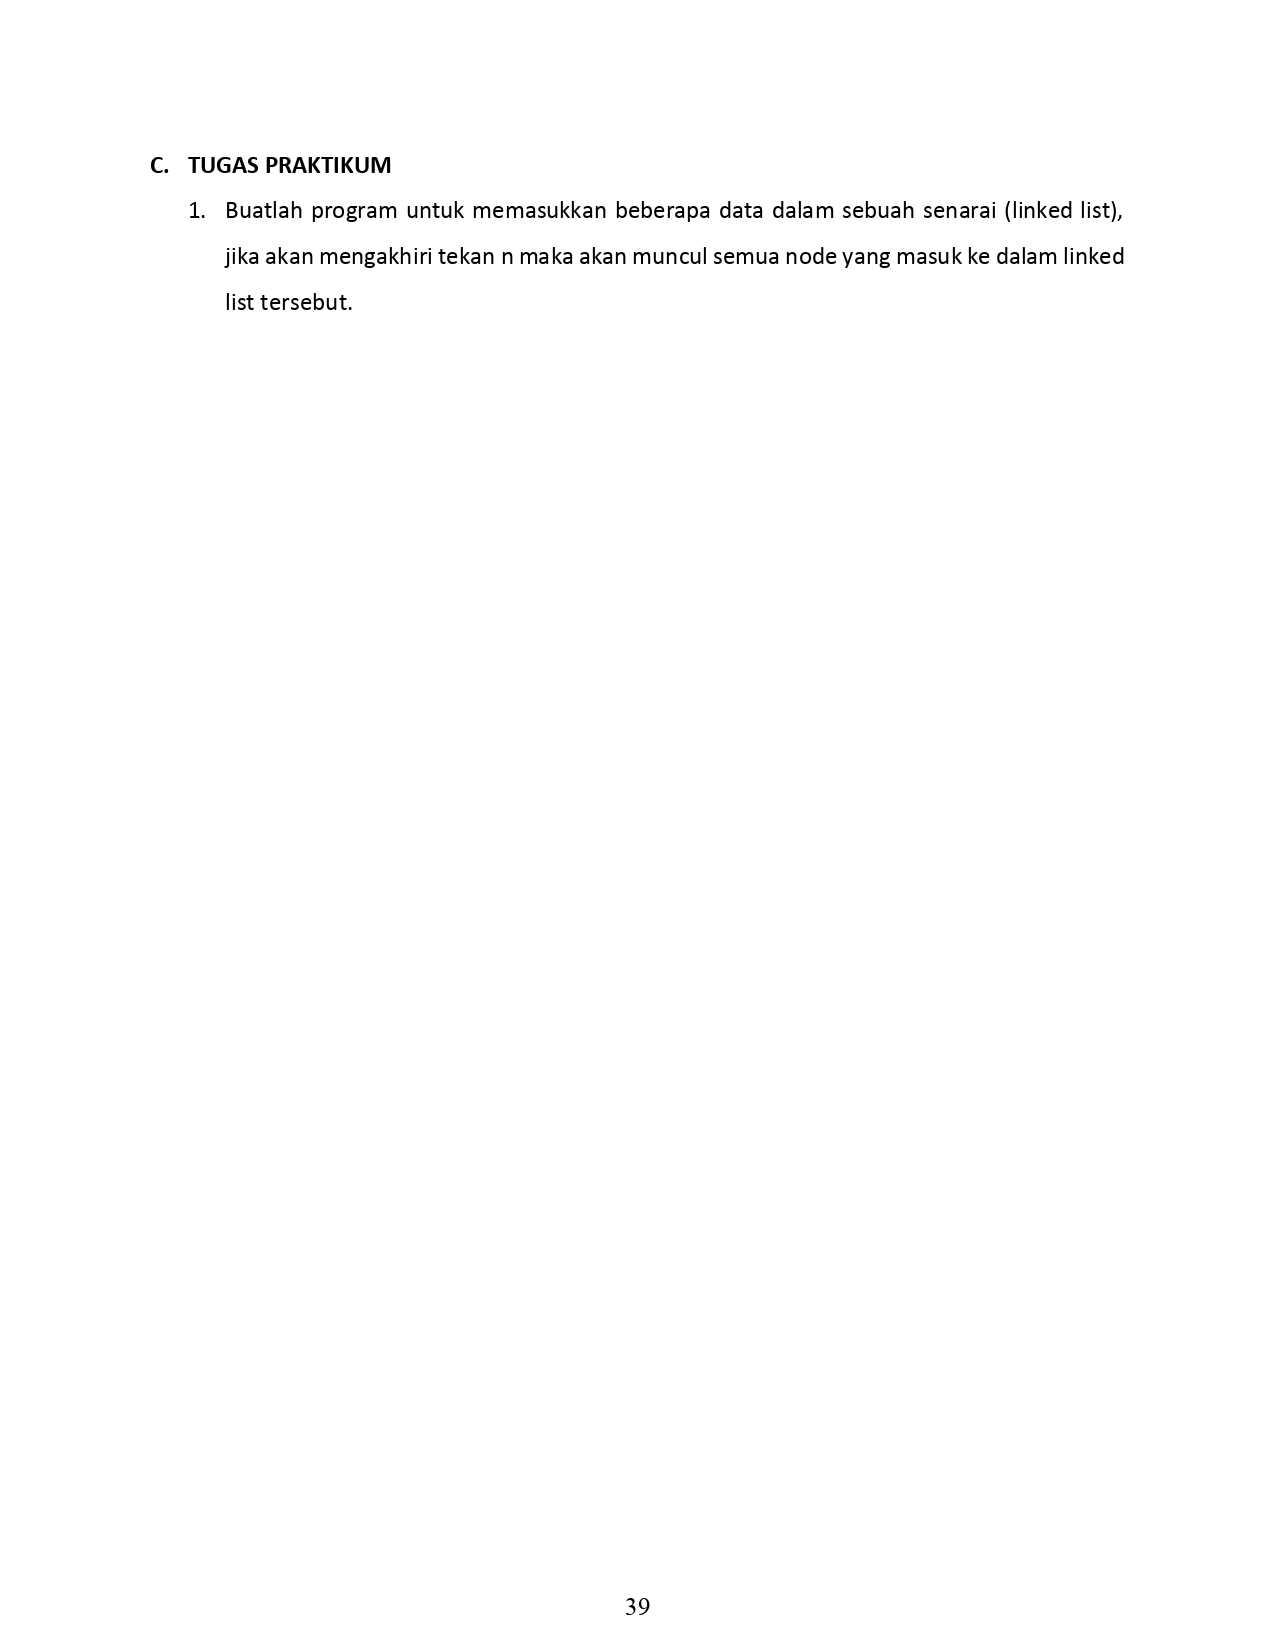 C. TUGAS PRAKTIKUM
1. Buatlah program untuk memasukkan beberapa data dalam sebuah senarai (linked list),
jika akan mengakhiri tekan n maka akan muncul semua node yang masuk ke dalam linked
list tersebut.
39